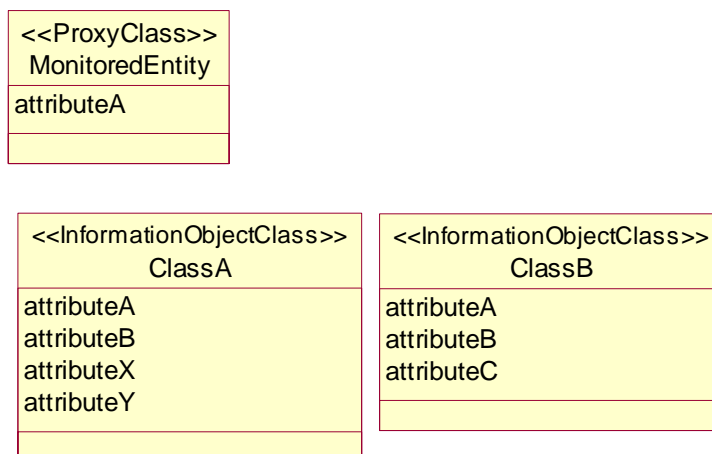 <<ProxyClass>>
MonitoredEntity
attributeA
<<InformationObjectClass>>
ClassA
attributeA
attributeB
attributeX
attributeY
<<InformationObjectClass>>
ClassB
attributeA
attributeB
attributeC